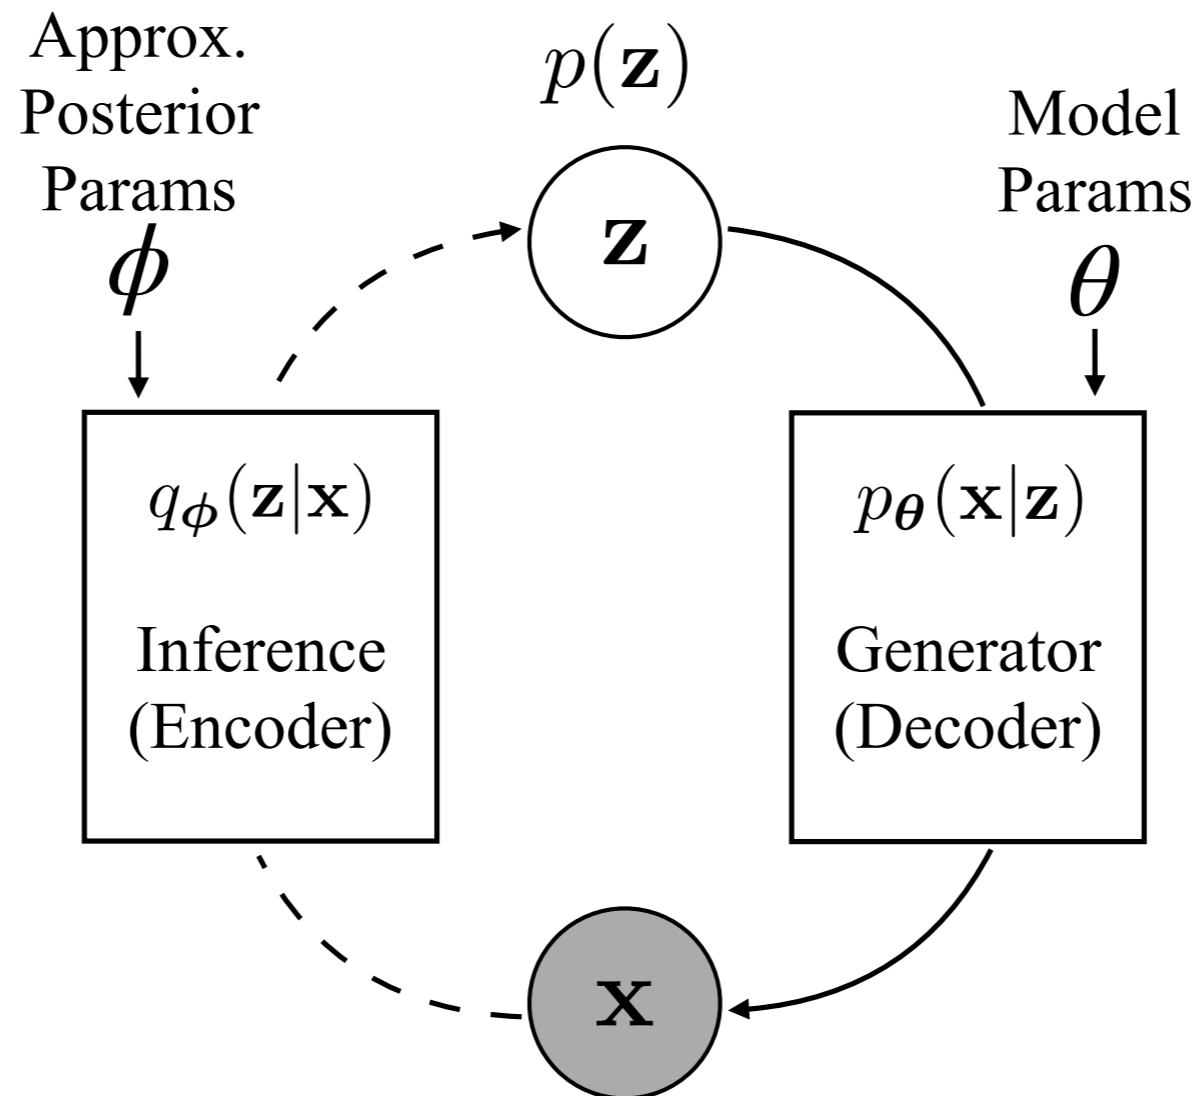 Approx.
Posterior
Params
ϕ
p(𝐳)
𝐳
Model
Params
θ
q_ϕ(𝐳|𝐱)
Inference
(Encoder)
p_θ(𝐱|𝐳)
Generator
(Decoder)
𝐱